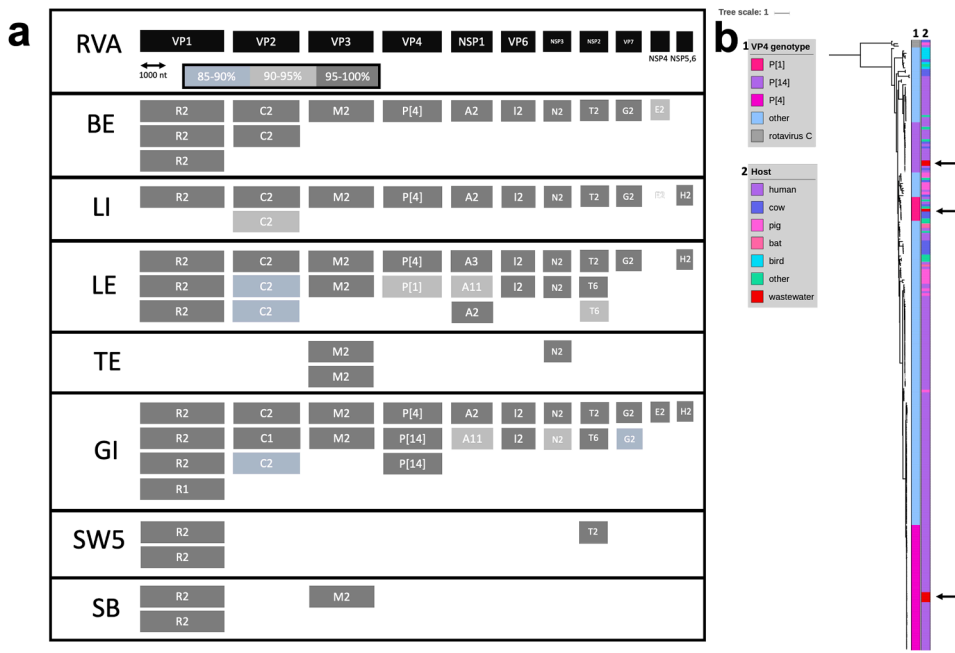 a
RVA VP1 VP2 VP3 VP4 NSP1 VP6 NSP3 NSP2 VP7 NSP4 NSP5,6
1000 nt 85-90% 90-95% 95-100%
BE R2 C2 M2 P[4] A2 I2 N2 T2 G2 E2
R2 C2
R2
LI R2 C2 M2 P[4] A2 I2 N2 T2 G2 H2
C2
LE R2 C2 M2 P[4] A3 I2 N2 T2 G2 H2
R2 C2 M2 P[1] A11 I2 N2 T6
R2 C2 A2 T6
TE M2 N2
M2
GI R2 C2 M2 P[4] A2 I2 N2 T2 G2 E2 H2
R2 C1 M2 P[14] A11 I2 N2 T6 G2
R2 C2 P[14]
R1
SW5 R2 T2
R2
SB R2 M2
R2
Tree scale: 1
b
1 VP4 genotype
P[1]
P[14]
P[4]
other
rotavirus C
2 Host
human
cow
pig
bat
bird
other
wastewater
1 2